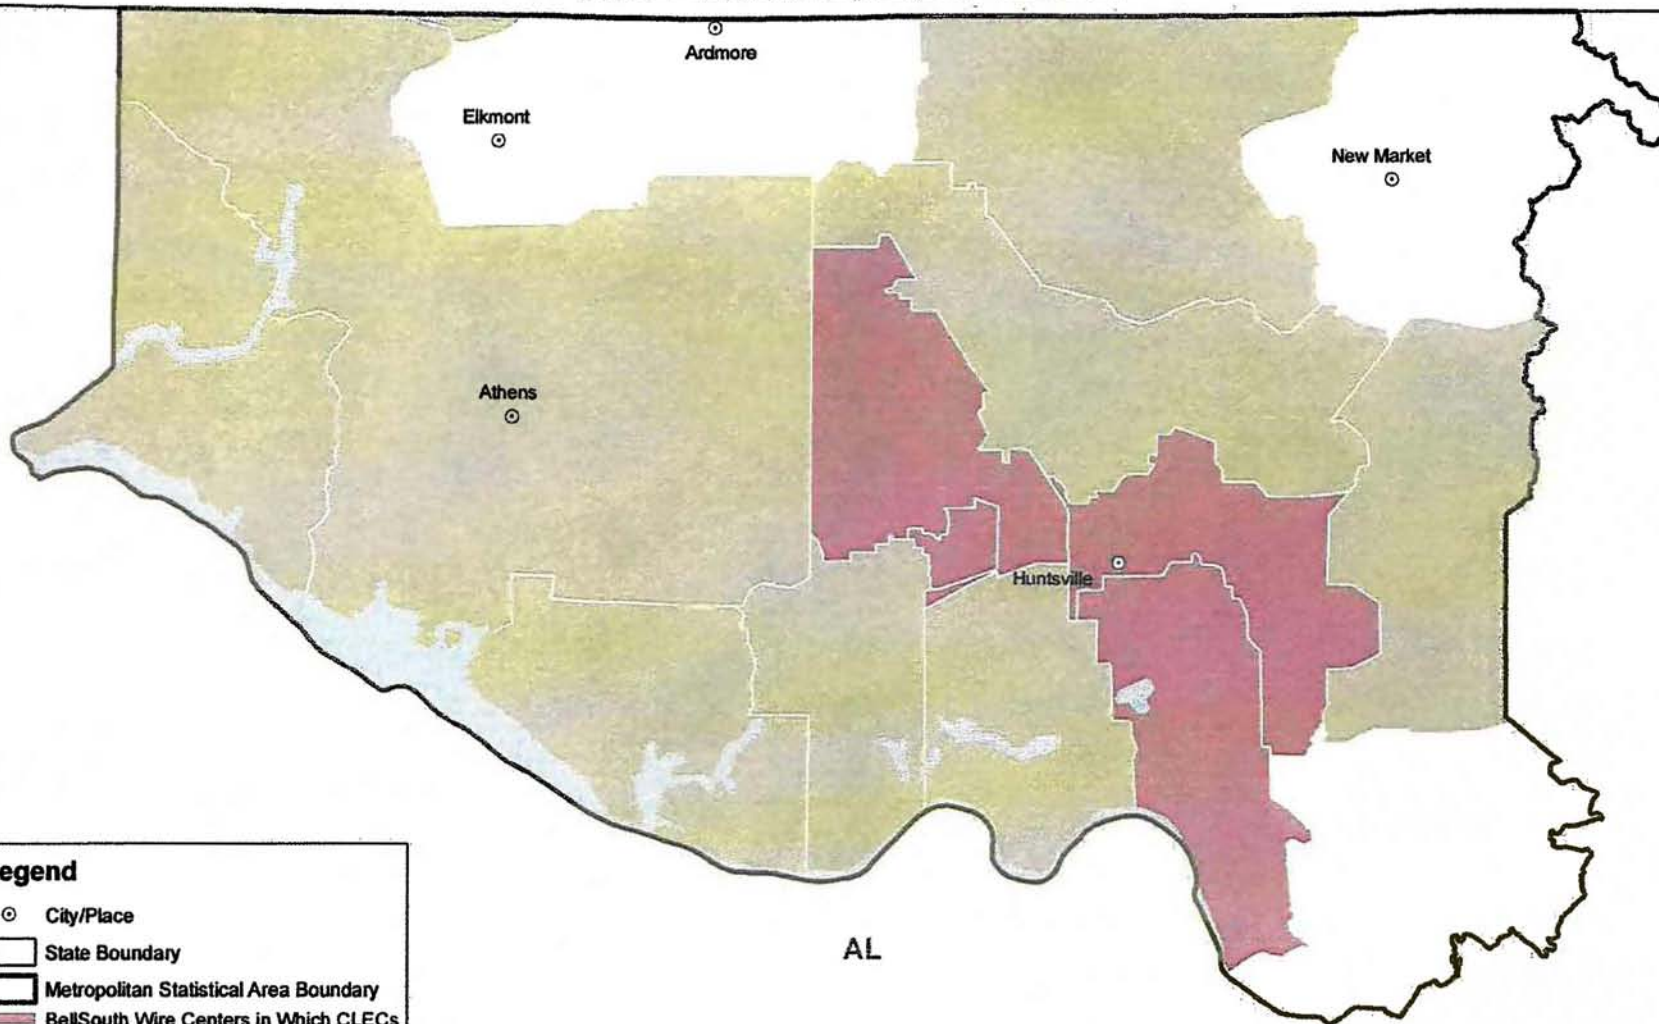 Ardmore
Elkmont
New Market
Athens
Huntsville
AL
egend
City/Place
State Boundary
Metropolitan Statistical Area Boundary
BellSouth Wire Centers in Which CLECs